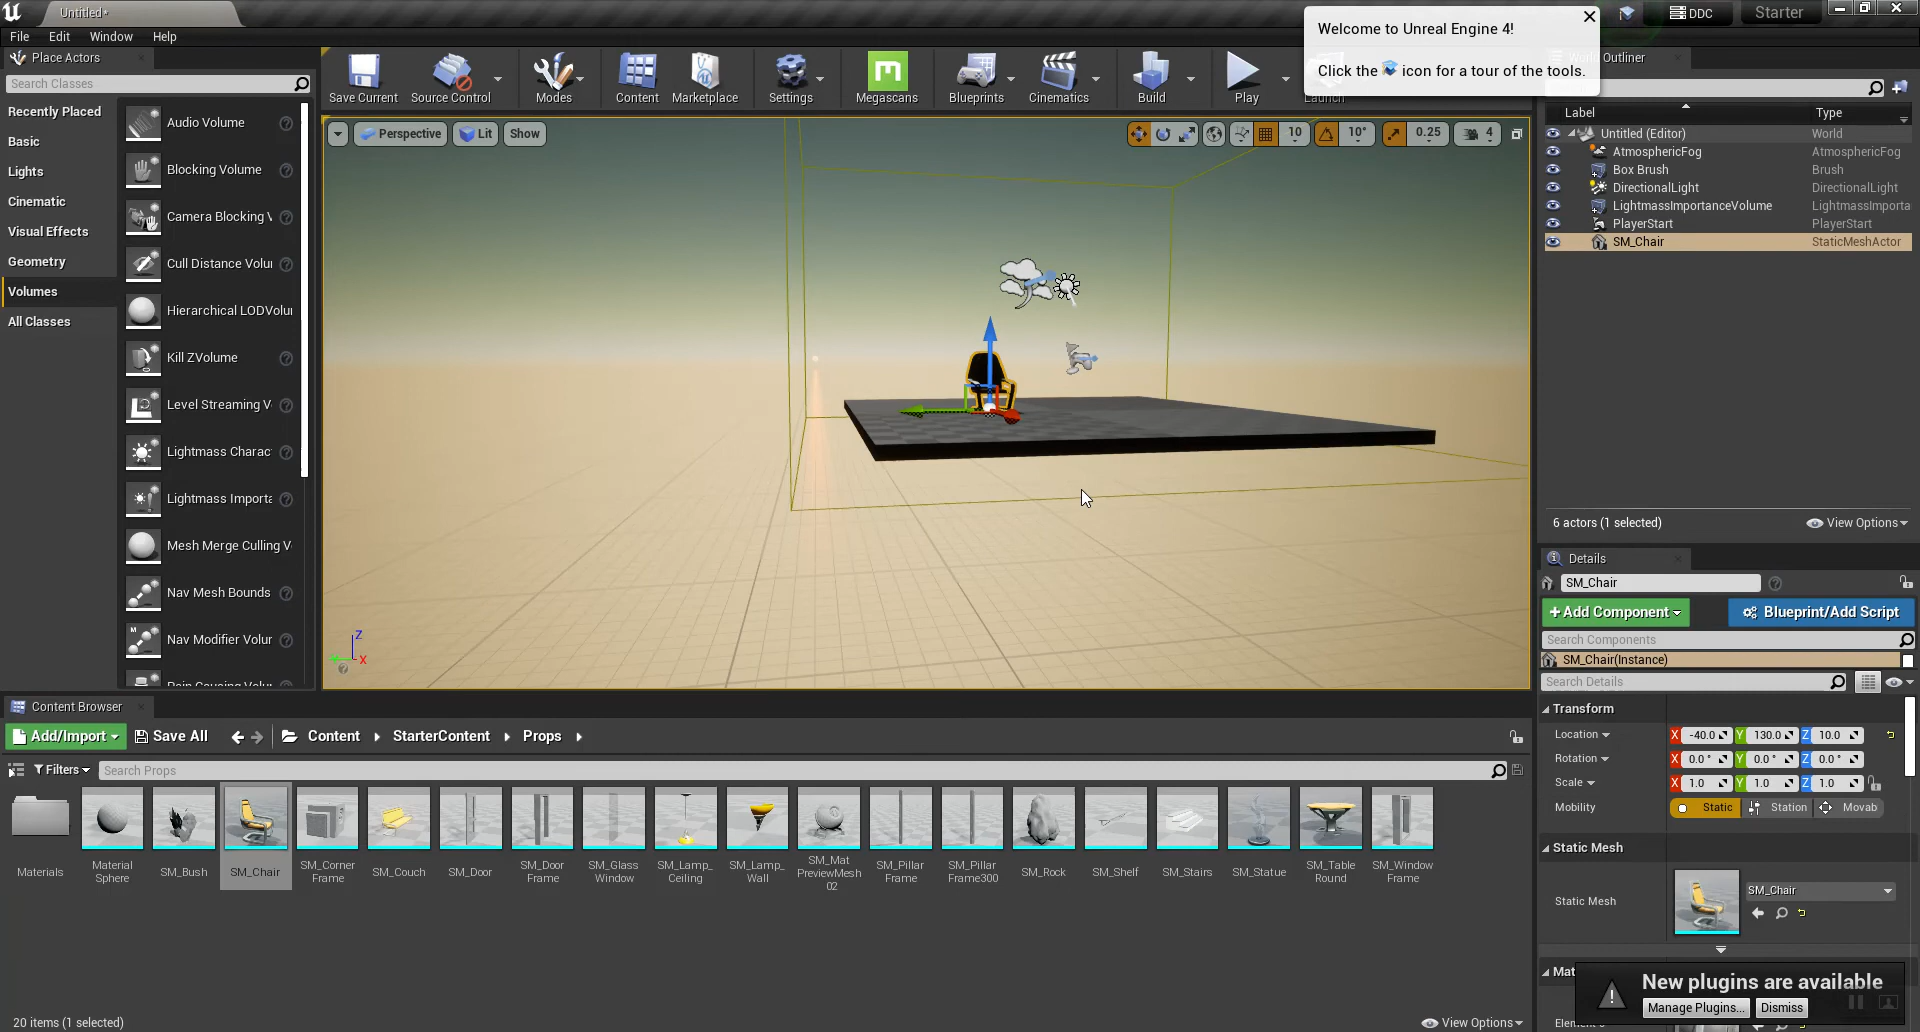 Untitled*
Welcome to Unreal Engine 4!
Click the icon for a tour of the tools.
DDC
Starter
File Edit Window Help
Place Actors
Outliner
Search Classes
Save Current Source Control Modes Content Marketplace Settings Megascans Blueprints Cinematics Build Play Launch
Recently Placed
Basic
Lights
Cinematic
Visual Effects
Geometry
Volumes
All Classes
Audio Volume
Blocking Volume
Camera Blocking V
Cull Distance Volu
Hierarchical LODVolu
Kill ZVolume
Level Streaming V
Lightmass Charac
Lightmass Importa
Mesh Merge Culling V
Nav Mesh Bounds
Nav Modifier Volur
Perspective Lit Show
10 10° 0.25 4
Z
X
Label Type
Untitled (Editor) World
AtmosphericFog AtmosphericFog
Box Brush Brush
DirectionalLight DirectionalLight
LightmassImportanceVolume LightmassImporta
PlayerStart PlayerStart
SM_Chair StaticMeshActor
6 actors (1 selected) View Options
Details
SM_Chair
+Add Component Blueprint/Add Script
Search Components
SM_Chair(Instance)
Search Details
Transform
Location X -40.0 Y 130.0 Z 10.0
Rotation X 0.0 ° Y 0.0 ° Z 0.0 °
Scale X 1.0 Y 1.0 Z 1.0
Mobility Static Station Movab
Static Mesh
Static Mesh SM_Chair
Mat
New plugins are available
Manage Plugins... Dismiss
Content Browser
Add/Import Save All Content StarterContent Props
Filters Search Props
Materials
Material Sphere
SM_Bush
SM_Chair
SM_Corner Frame
SM_Couch
SM_Door
SM_Door Frame
SM_Glass Window
SM_Lamp_ Ceiling
SM_Lamp_ Wall
SM_Mat PreviewMesh 02
SM_Pillar Frame
SM_Pillar Frame300
SM_Rock
SM_Shelf
SM_Stairs
SM_Statue
SM_Table Round
SM_Window Frame
20 items (1 selected) View Options